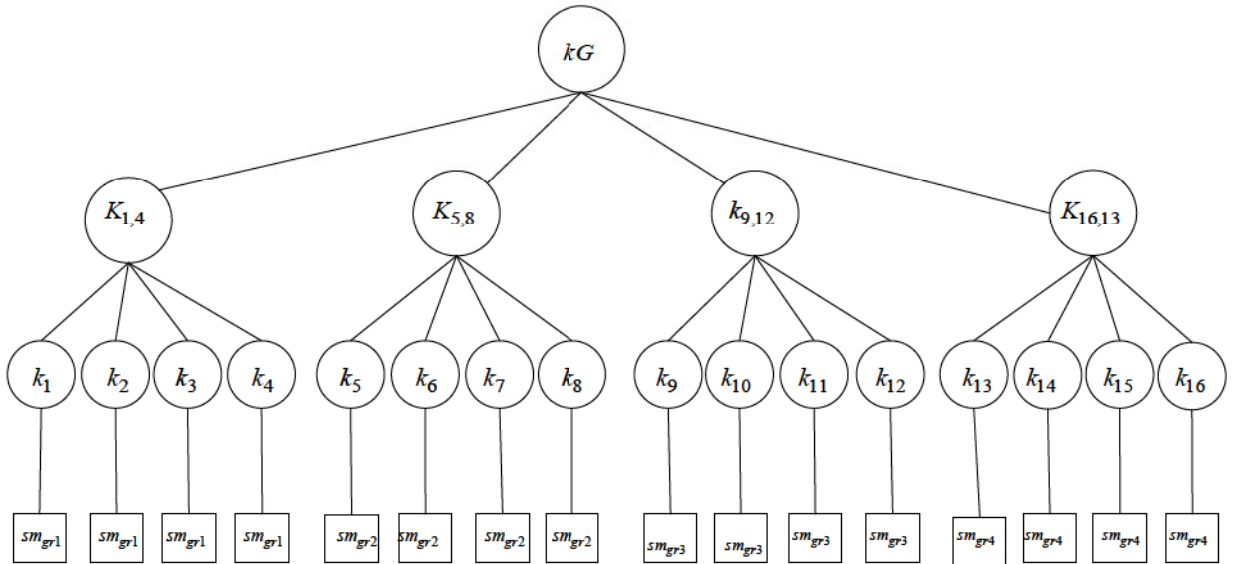 kG
K1,4 K5,8 k9,12 K16,13
k1 k2 k3 k4 k5 k6 k7 k8 k9 k10 k11 k12 k13 k14 k15 k16
smgr1 smgr1 smgr1 smgr1 smgr2 smgr2 smgr2 smgr2 smgr3 smgr3 smgr3 smgr3 smgr4 smgr4 smgr4 smgr4